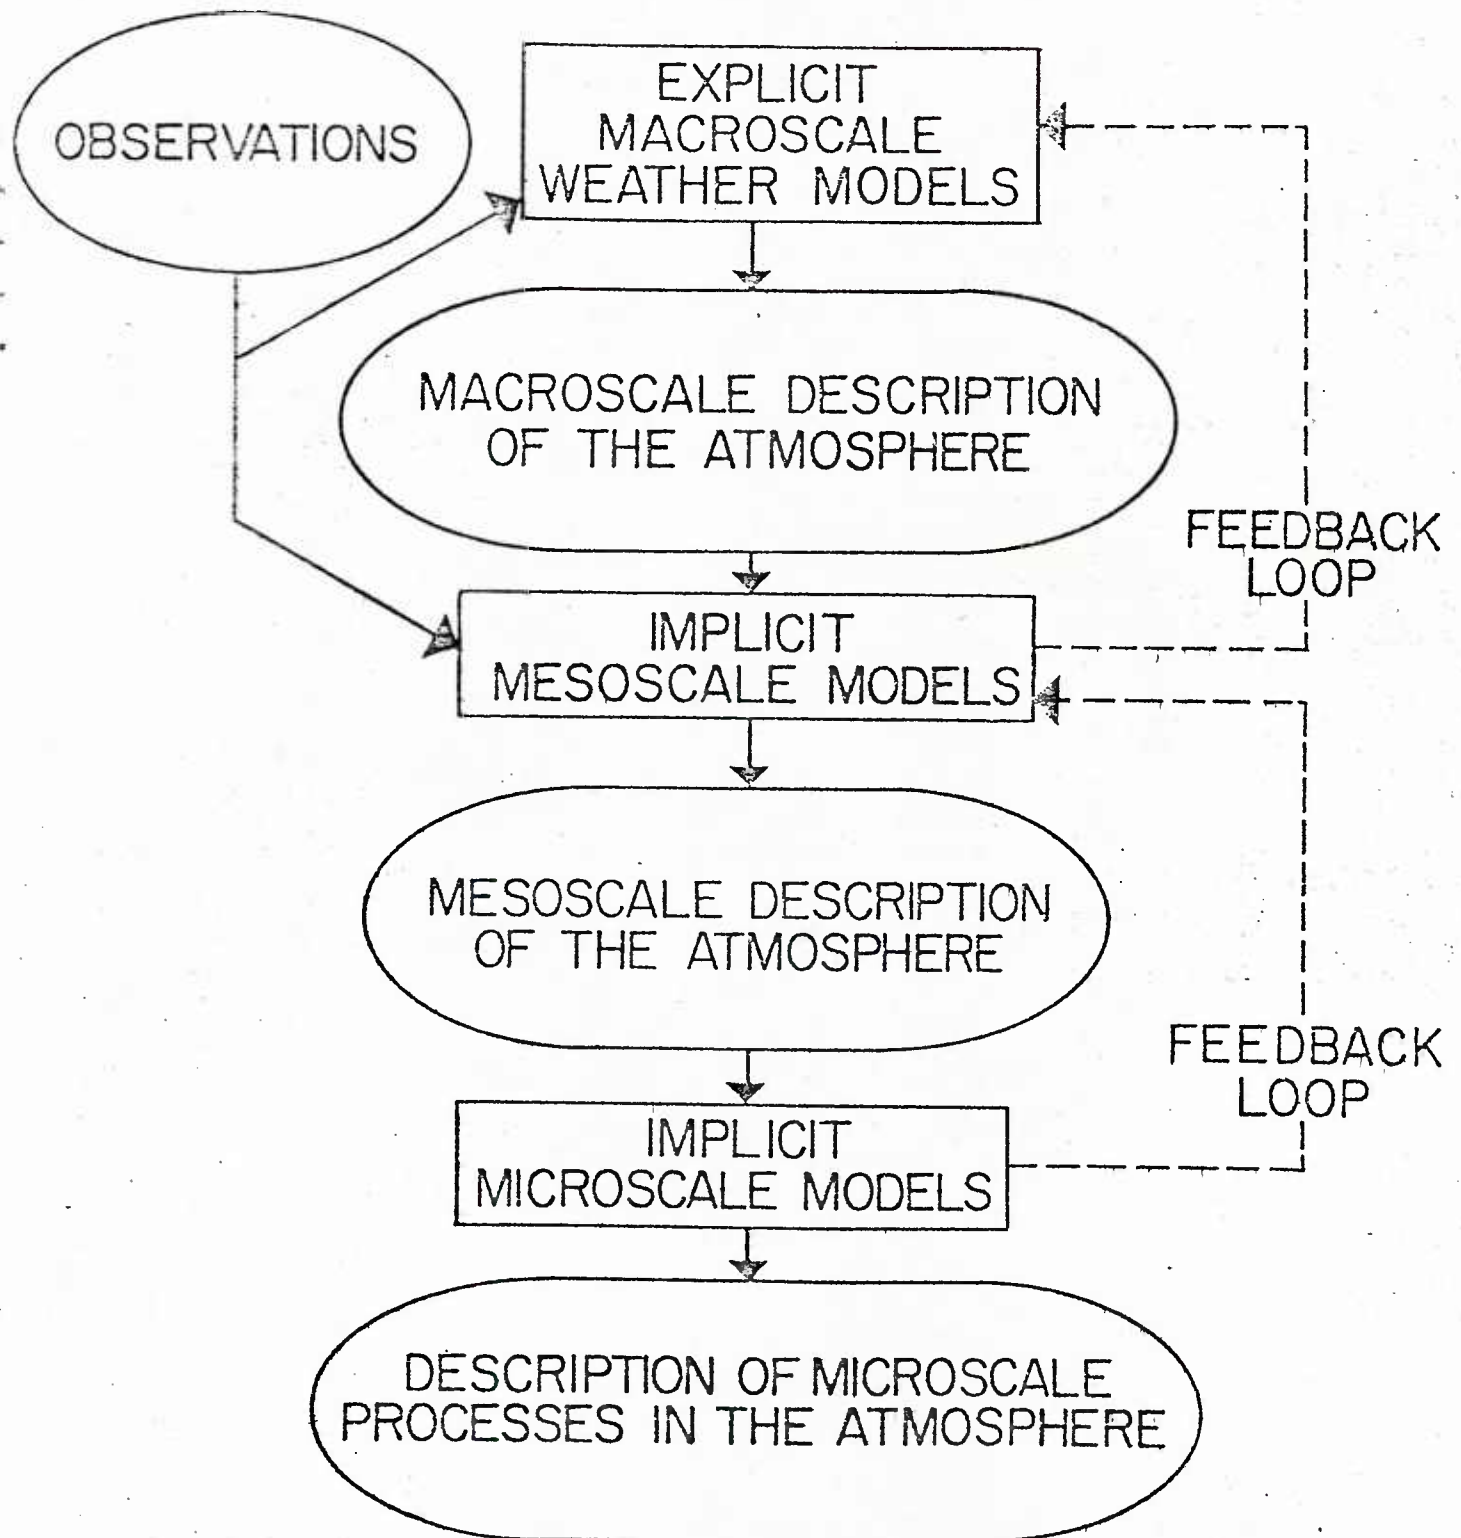 OBSERVATIONS
EXPLICIT
MACROSCALE
WEATHER MODELS
MACROSCALE DESCRIPTION
OF THE ATMOSPHERE
FEEDBACK
LOOP
IMPLICIT
MESOSCALE MODELS
MESOSCALE DESCRIPTION
OF THE ATMOSPHERE
FEEDBACK
LOOP
IMPLICIT
MICROSCALE MODELS
DESCRIPTION OF MICROSCALE
PROCESSES IN THE ATMOSPHERE